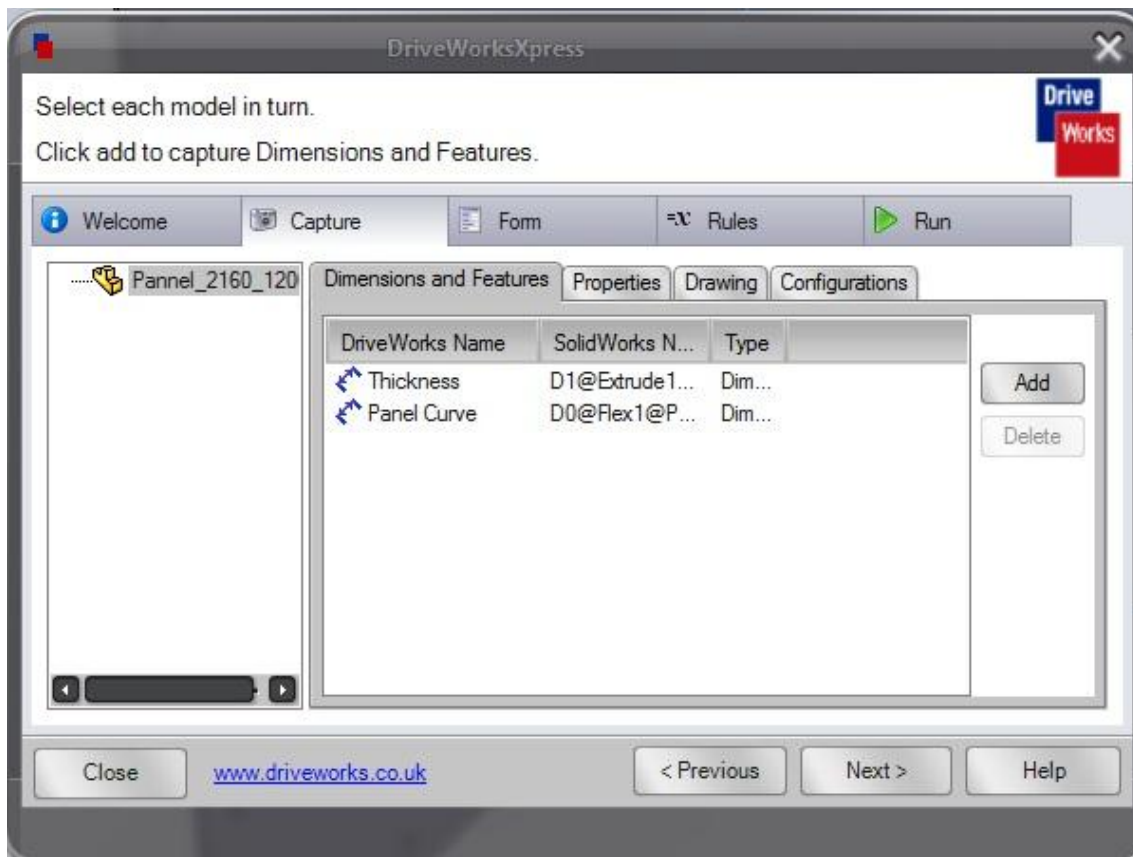 DriveWorksXpress
Select each model in turn.
Click add to capture Dimensions and Features.
Drive
Works
Welcome Capture Form =x Rules Run
Pannel_2160_120
Dimensions and Features Properties Drawing Configurations
DriveWorks Name SolidWorks N... Type
Thickness D1@Extrude1... Dim...
Panel Curve D0@Flex1@P... Dim...
Add
Delete
Close www.driveworks.co.uk < Previous Next > Help